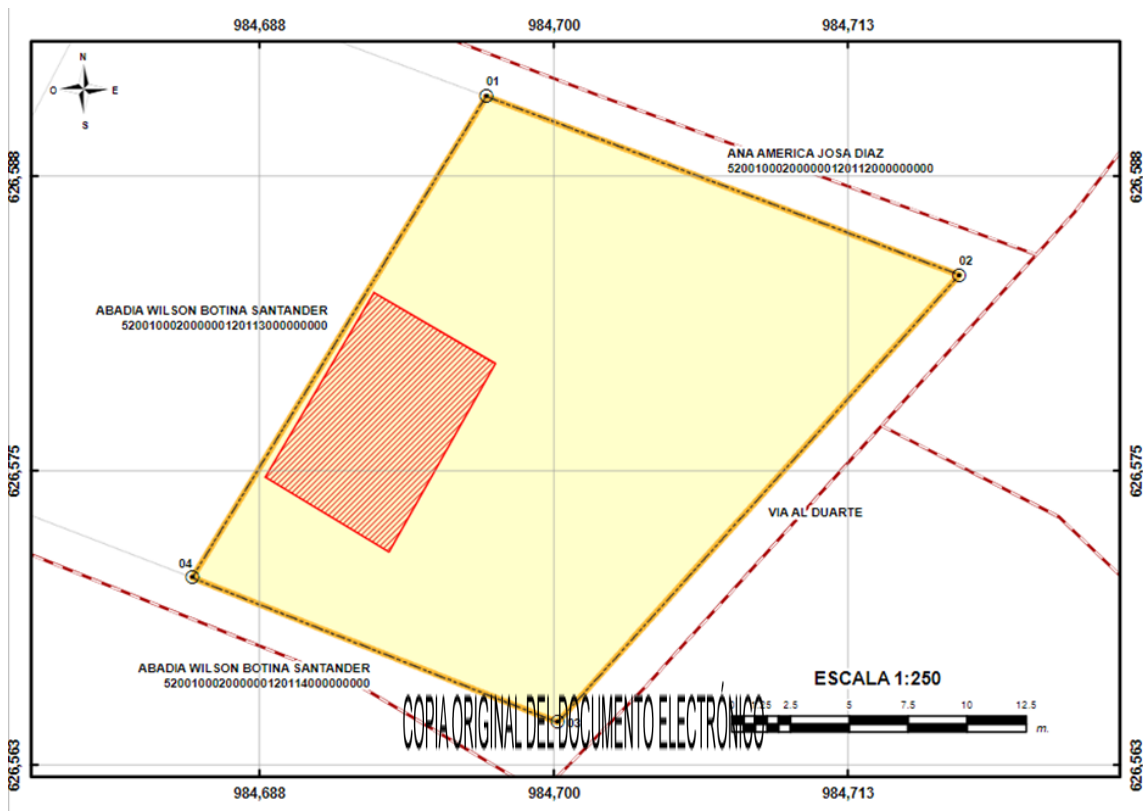 984,688 984,700 984,713
N
O E
S
01
ANA AMERICA JOSA DIAZ
520010002000000120112000000000
626,588 626,588
02
ABADIA WILSON BOTINA SANTANDER
520010002000000120113000000000
626,575 626,575
VIA AL DUARTE
04
ABADIA WILSON BOTINA SANTANDER
520010002000000120114000000000
ESCALA 1:250
0 1.25 2.5 5 7.5 10 12.5
m.
COPIA ORIGINAL DEL DOCUMENTO ELECTRÓNICO
03
626,563 626,563
984,688 984,700 984,713